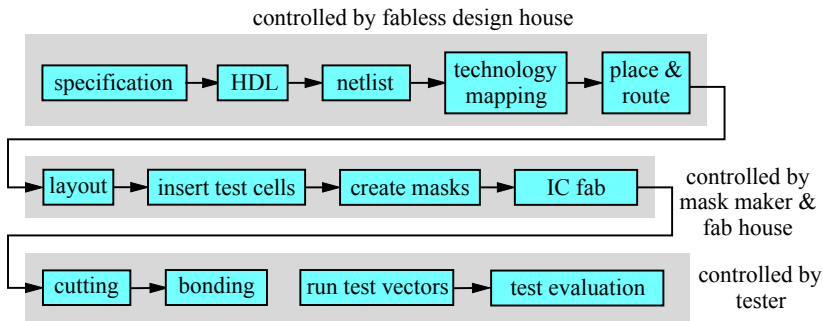 controlled by fabless design house
specification
HDL
netlist
technology
mapping
place &
route
layout
insert test cells
create masks
IC fab
controlled by
mask maker &
fab house
cutting
bonding
run test vectors
test evaluation
controlled by
tester